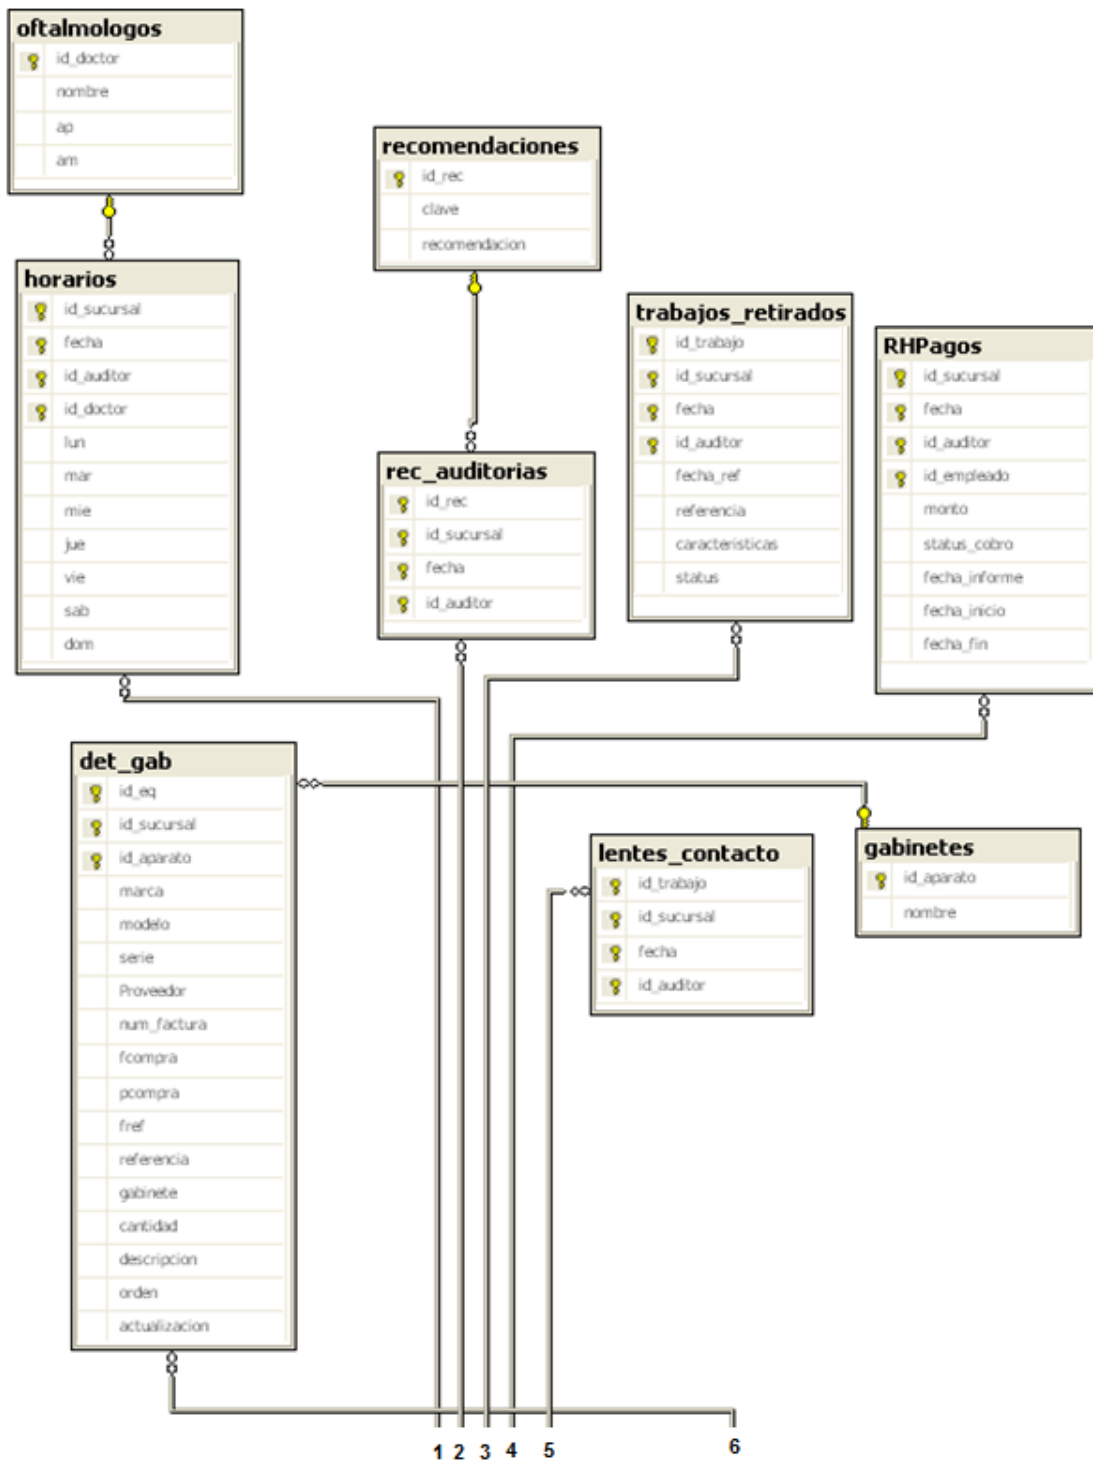 oftalmologos
id_doctor
nombre
ap
am
recomendaciones
id_rec
clave
recomendacion
horarios
id_sucursal
fecha
id_auditor
id_doctor
lun
mar
mie
jue
vie
sab
dom
trabajos_retirados
id_trabajo
id_sucursal
fecha
id_auditor
fecha_ref
referencia
caracteristicas
status
RHPagos
id_sucursal
fecha
id_auditor
id_empleado
monto
status_cobro
fecha_informe
fecha_inicio
fecha_fin
rec_auditorias
id_rec
id_sucursal
fecha
id_auditor
det_gab
id_eq
id_sucursal
id_aparato
marca
modelo
serie
Proveedor
num_factura
fcompra
pcompra
fref
referencia
gabinete
cantidad
descripcion
orden
actualizacion
lentes_contacto
id_trabajo
id_sucursal
fecha
id_auditor
gabinetes
id_aparato
nombre
1 2 3 4 5 6